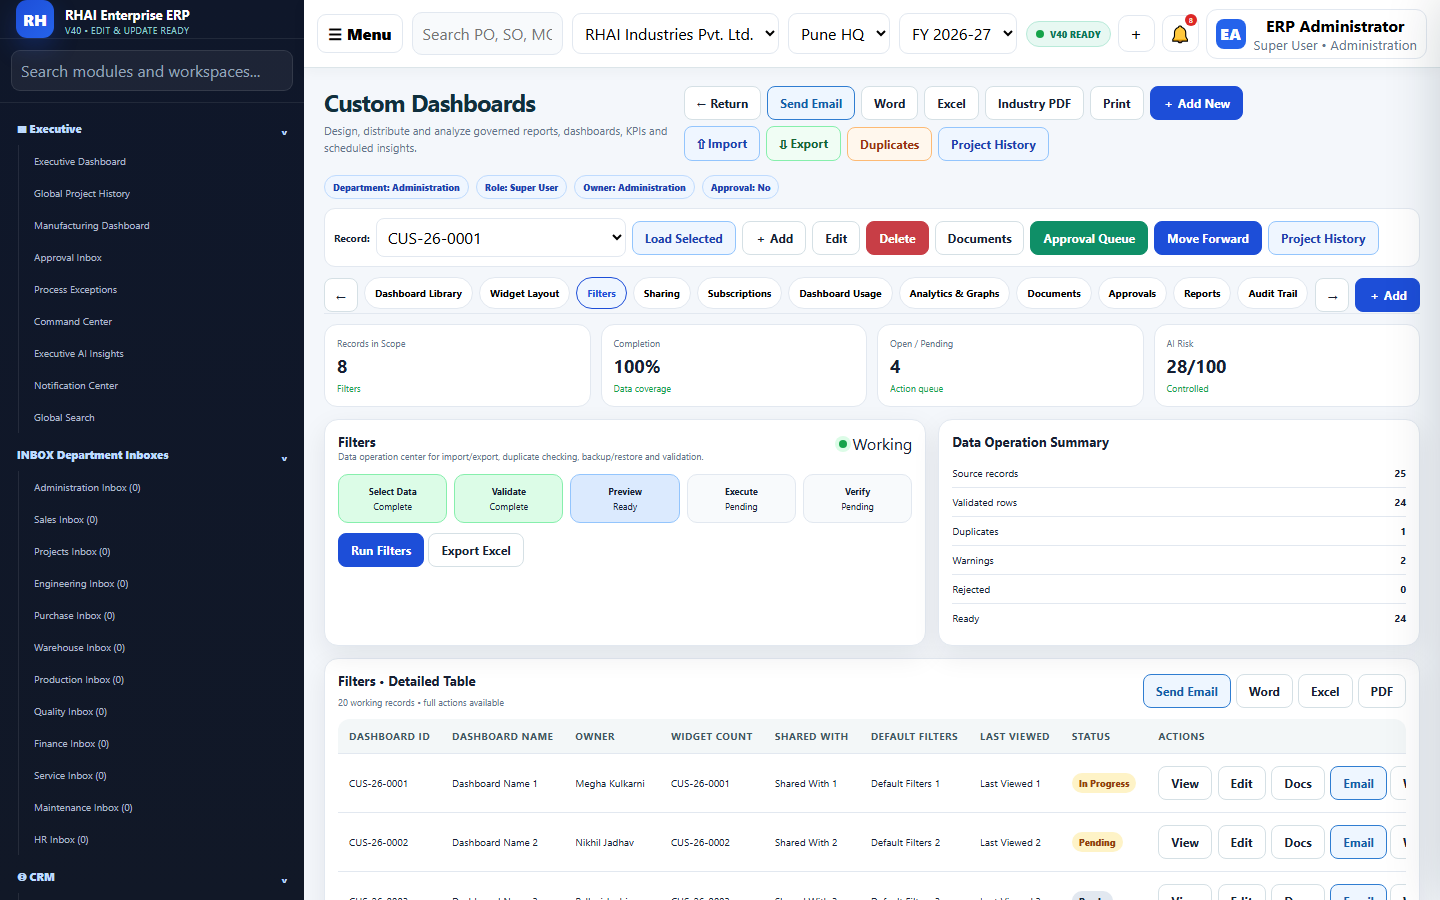 RH
RHAI Enterprise ERP
V40 • EDIT & UPDATE READY
Search modules and workspaces...
Executive
Executive Dashboard
Global Project History
Manufacturing Dashboard
Approval Inbox
Process Exceptions
Command Center
Executive AI Insights
Notification Center
Global Search
INBOX Department Inboxes
Administration Inbox (0)
Sales Inbox (0)
Projects Inbox (0)
Engineering Inbox (0)
Purchase Inbox (0)
Warehouse Inbox (0)
Production Inbox (0)
Quality Inbox (0)
Finance Inbox (0)
Service Inbox (0)
Maintenance Inbox (0)
HR Inbox (0)
CRM
☰ Menu
Search PO, SO, MO
RHAI Industries Pvt. Ltd.
Pune HQ
FY 2026-27
V40 READY
+
8
EA
ERP Administrator
Super User • Administration
Custom Dashboards
Design, distribute and analyze governed reports, dashboards, KPIs and
scheduled insights.
← Return
Send Email
Word
Excel
Industry PDF
Print
+ Add New
⇧ Import
⇩ Export
Duplicates
Project History
Department: Administration
Role: Super User
Owner: Administration
Approval: No
Record:
CUS-26-0001
Load Selected
+ Add
Edit
Delete
Documents
Approval Queue
Move Forward
Project History
←
Dashboard Library
Widget Layout
Filters
Sharing
Subscriptions
Dashboard Usage
Analytics & Graphs
Documents
Approvals
Reports
Audit Trail
→
+ Add
Records in Scope
8
Filters
Completion
100%
Data coverage
Open / Pending
4
Action queue
AI Risk
28/100
Controlled
Filters
Data operation center for import/export, duplicate checking, backup/restore and validation.
Working
Select Data
Complete
Validate
Complete
Preview
Ready
Execute
Pending
Verify
Pending
Run Filters
Export Excel
Data Operation Summary
Source records 25
Validated rows 24
Duplicates 1
Warnings 2
Rejected 0
Ready 24
Filters • Detailed Table
20 working records • full actions available
Send Email
Word
Excel
PDF
DASHBOARD ID DASHBOARD NAME OWNER WIDGET COUNT SHARED WITH DEFAULT FILTERS LAST VIEWED STATUS ACTIONS
CUS-26-0001 Dashboard Name 1 Megha Kulkarni CUS-26-0001 Shared With 1 Default Filters 1 Last Viewed 1 In Progress View Edit Docs Email
CUS-26-0002 Dashboard Name 2 Nikhil Jadhav CUS-26-0002 Shared With 2 Default Filters 2 Last Viewed 2 Pending View Edit Docs Email